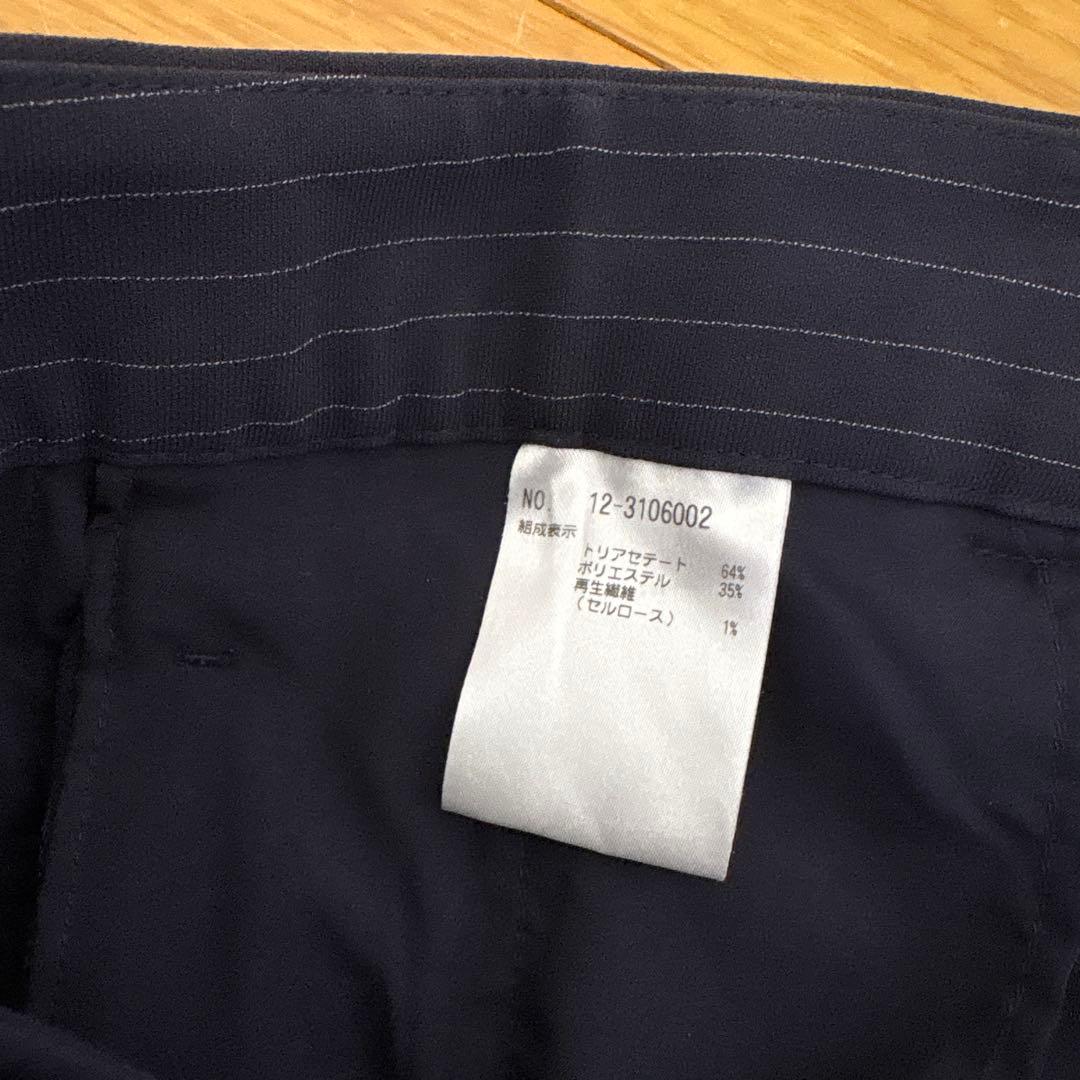 NO. 12-3106002
組成表示
トリアセテート 64%
ポリエステル 35%
再生繊維
(セルロース) 1%